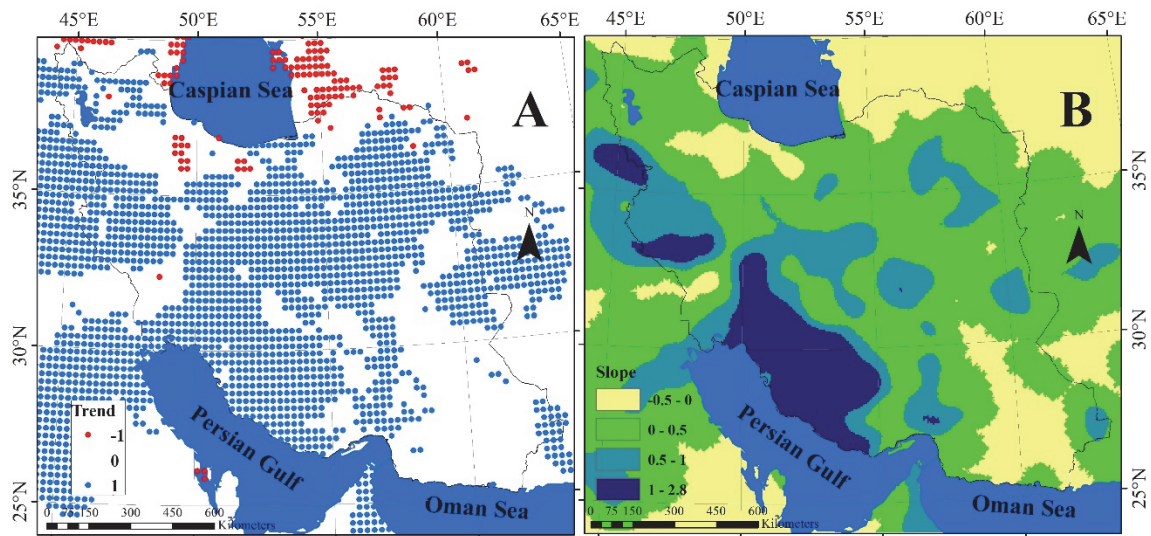 45°E 50°E 55°E 60°E 65°E
Caspian Sea
A
35°N
N
30°N
Trend
-1
0
1
Persian Gulf
25°N
0 75 150 300 450 600
Kilometers
Oman Sea
45°E 50°E 55°E 60°E 65°E
Caspian Sea
B
35°N
N
30°N
Slope
-0.5 - 0
0 - 0.5
0.5 - 1
1 - 2.8
Persian Gulf
25°N
0 75 150 300 450 600
Kilometers
Oman Sea